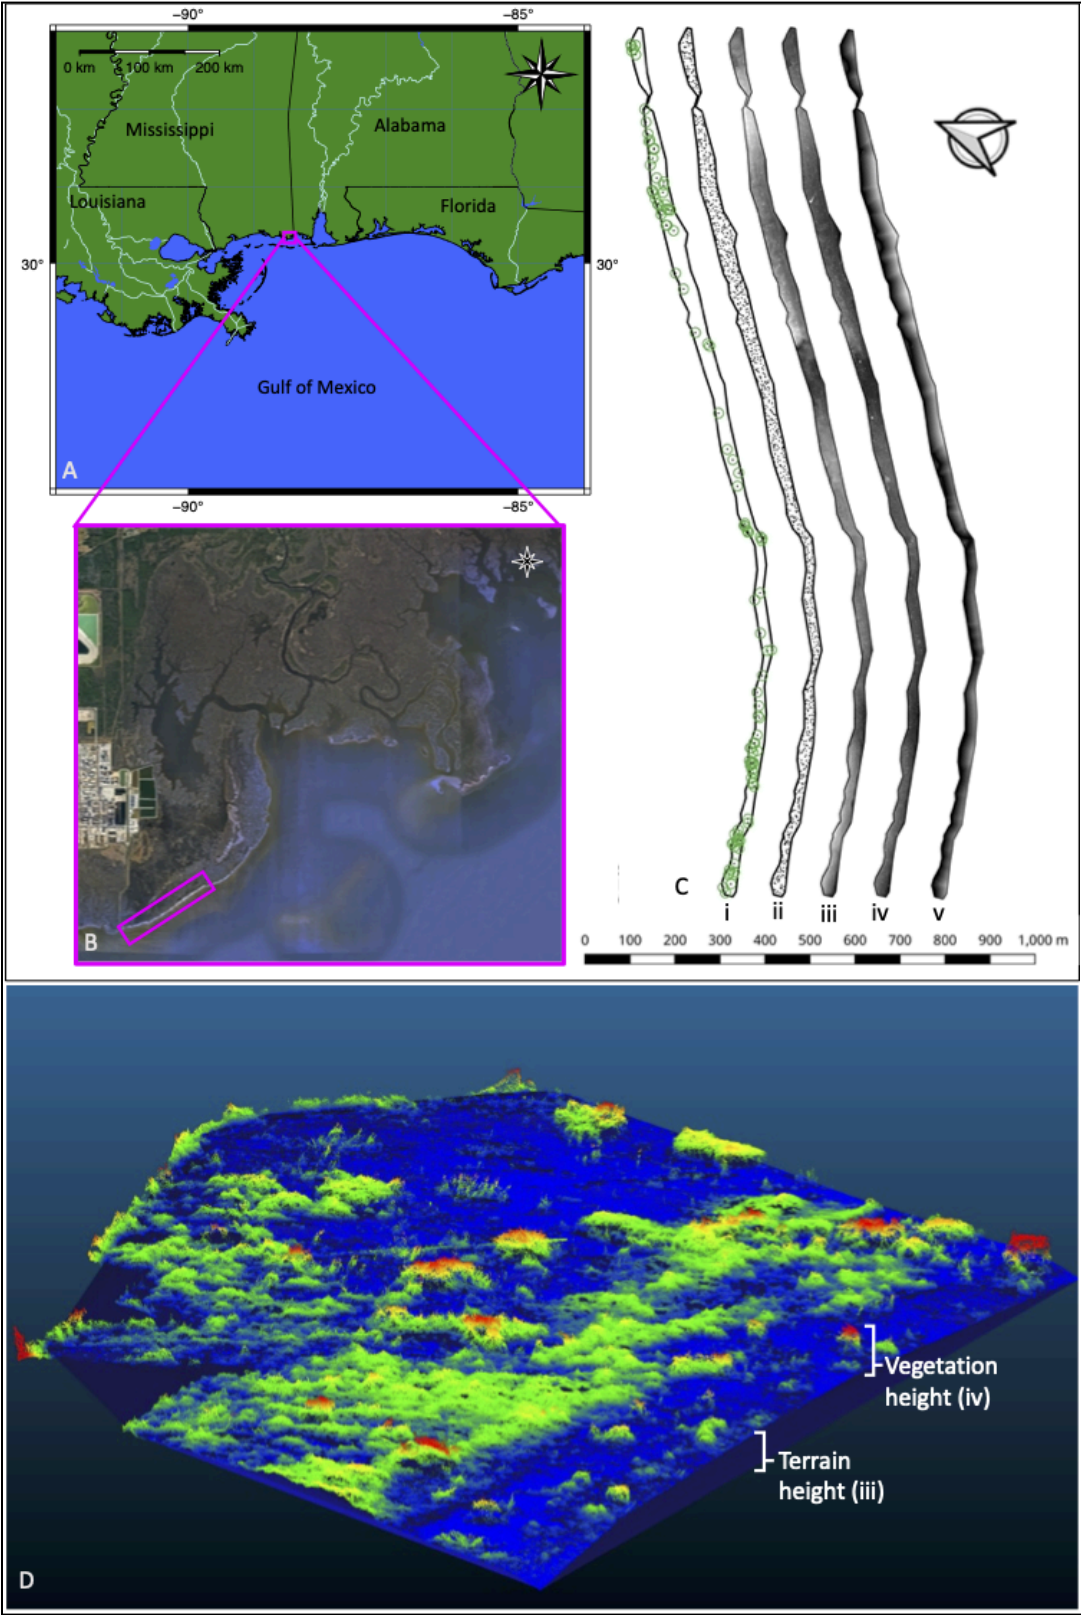 −90°
−85°
0 km 100 km 200 km
Mississippi
Alabama
Louisiana
Florida
30°
30°
Gulf of Mexico
A
−90°
−85°
B
C
i ii iii iv v
0 100 200 300 400 500 600 700 800 900 1,000 m
Vegetation
height (iv)
Terrain
height (iii)
D